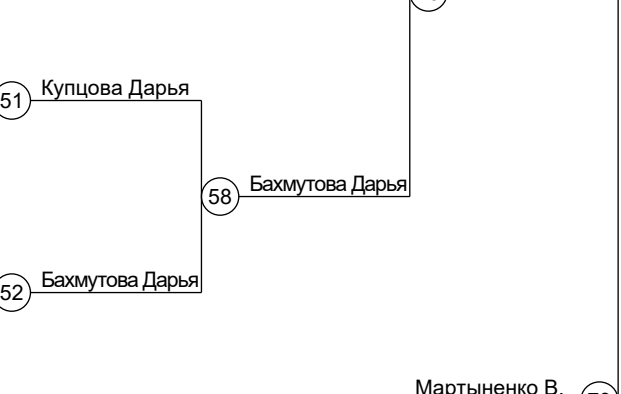 51 Купцова Дарья
58 Бахмутова Дарья
52 Бахмутова Дарья
Мартыненко В.